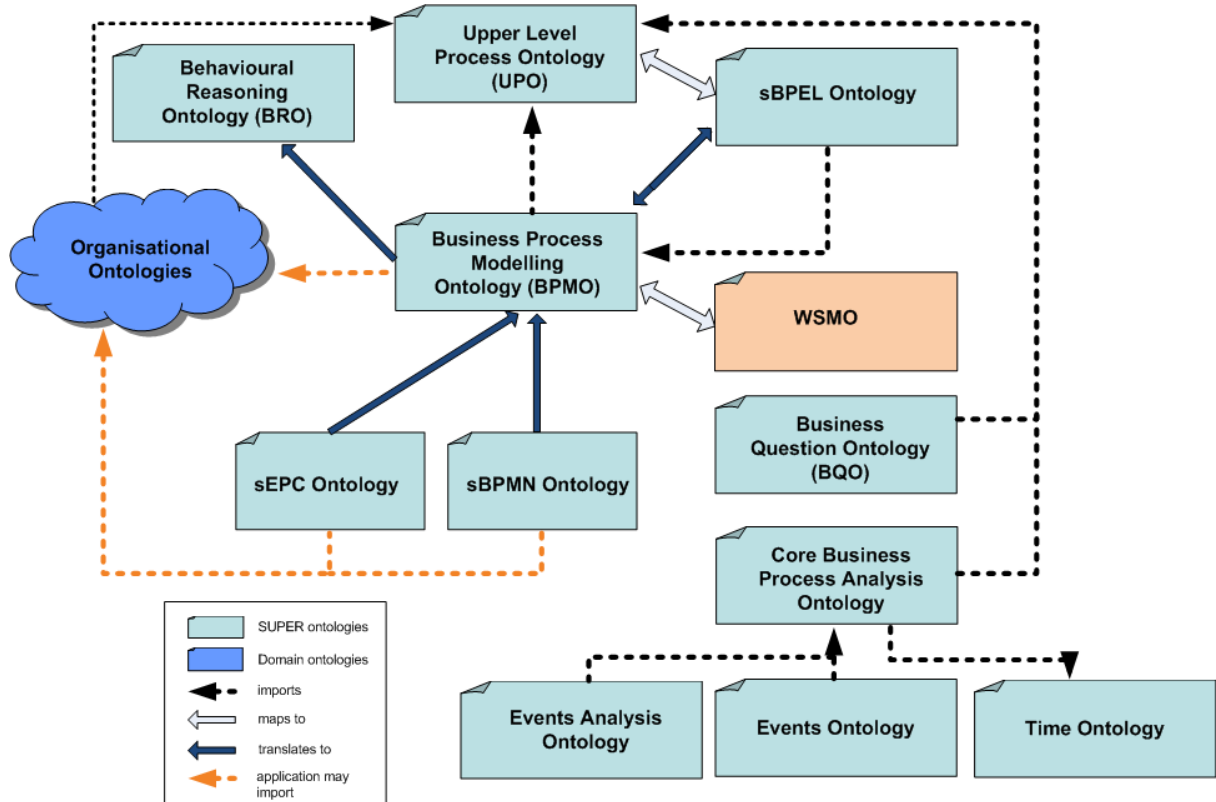 Upper Level
Process Ontology
(UPO)
Behavioural
Reasoning
Ontology (BRO)
sBPEL Ontology
Organisational
Ontologies
Business Process
Modelling
Ontology (BPMO)
WSMO
Business
Question Ontology
(BQO)
sEPC Ontology
sBPMN Ontology
Core Business
Process Analysis
Ontology
SUPER ontologies
Domain ontologies
imports
maps to
translates to
application may
import
Events Analysis
Ontology
Events Ontology
Time Ontology